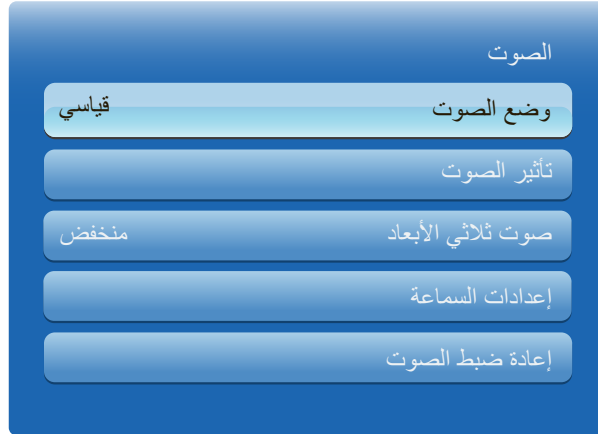 الصوت
وضع الصوت قياسي
تأثير الصوت
صوت ثلاثي الأبعاد منخفض
إعدادات السماعة
إعادة ضبط الصوت